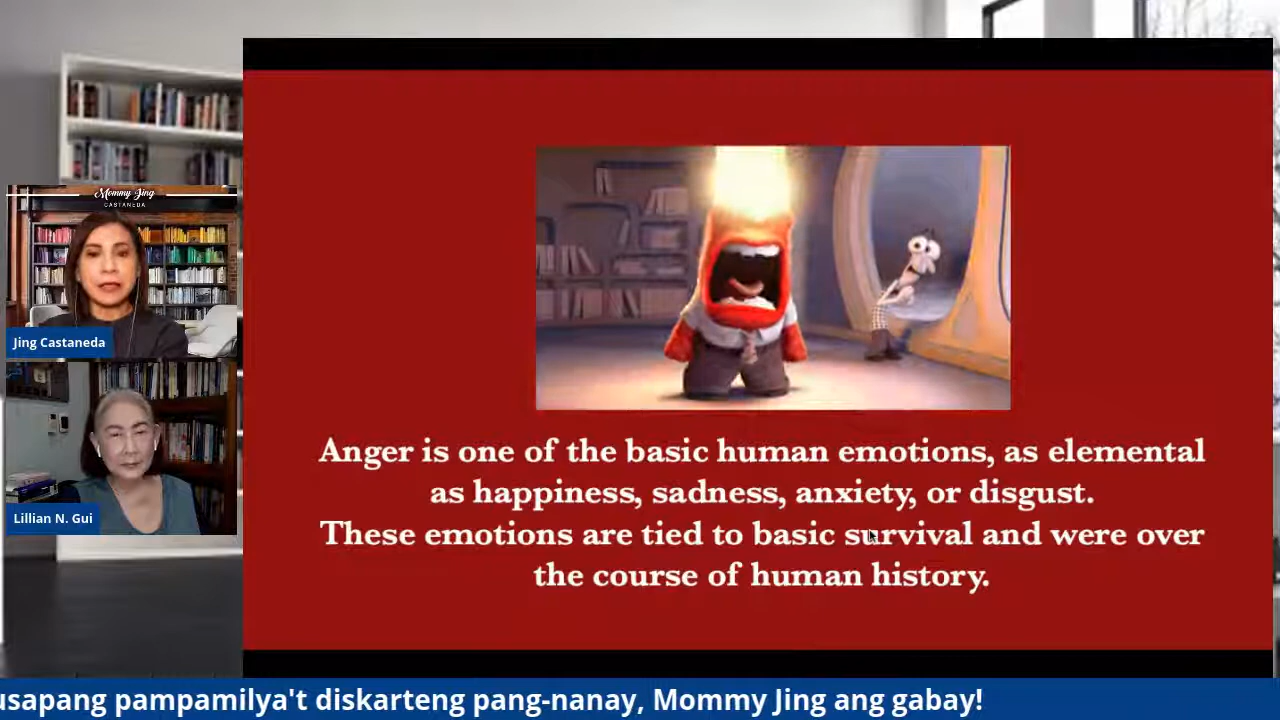 Mommy Jing
CASTANEDA
Jing Castaneda
Lillian N. Gui
Anger is one of the basic human emotions, as elemental
as happiness, sadness, anxiety, or disgust.
These emotions are tied to basic survival and were over
the course of human history.
usapang pampamilya't diskarteng pang-nanay, Mommy Jing ang gabay!